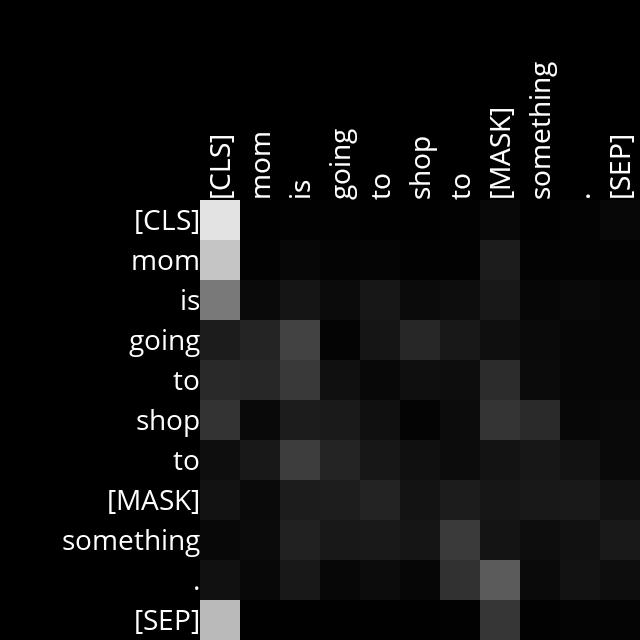 [CLS] mom is going to shop to [MASK] something . [SEP]
[CLS]
mom
is
going
to
shop
to
[MASK]
something
.
[SEP]